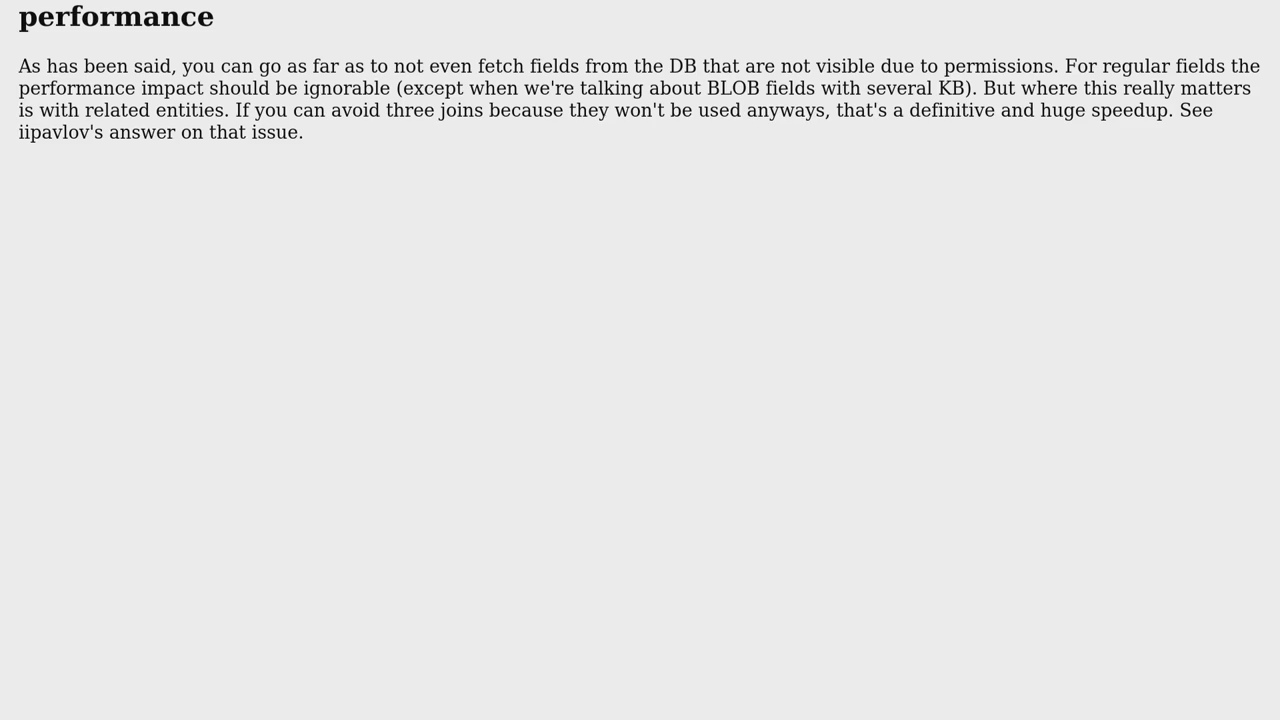 performance
As has been said, you can go as far as to not even fetch fields from the DB that are not visible due to permissions. For regular fields the
performance impact should be ignorable (except when we're talking about BLOB fields with several KB). But where this really matters
is with related entities. If you can avoid three joins because they won't be used anyways, that's a definitive and huge speedup. See
iipavlov's answer on that issue.